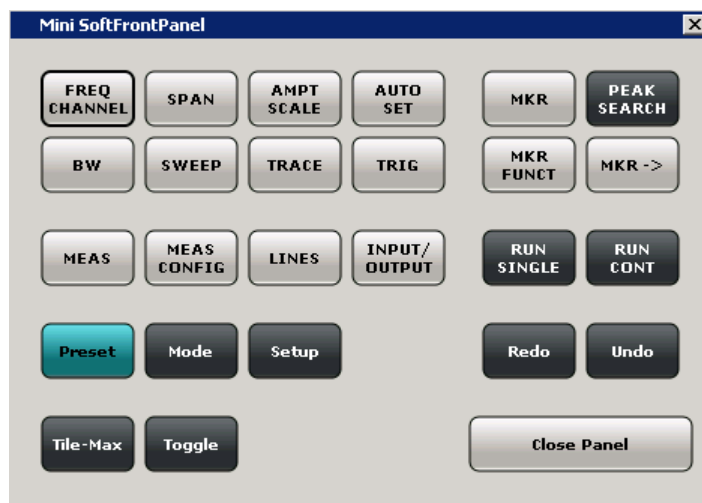 Mini SoftFrontPanel
FREQ
CHANNEL
SPAN
AMPT
SCALE
AUTO
SET
MKR
PEAK
SEARCH
BW
SWEEP
TRACE
TRIG
MKR
FUNCT
MKR ->
MEAS
MEAS
CONFIG
LINES
INPUT/
OUTPUT
RUN
SINGLE
RUN
CONT
Preset
Mode
Setup
Redo
Undo
Tile-Max
Toggle
Close Panel